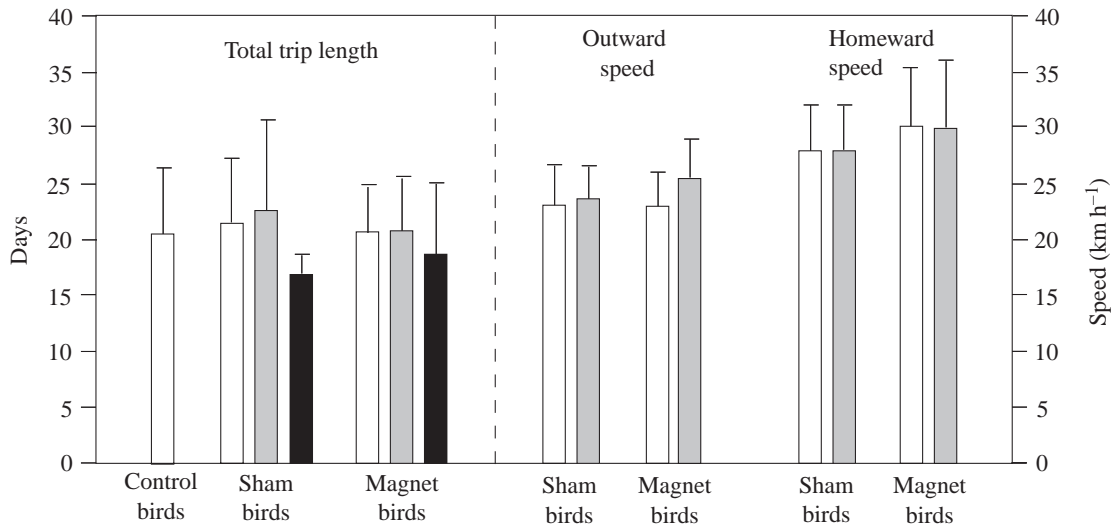 40
35
30
25
20
15
10
5
0
Days
Total trip length
Outward
speed
Homeward
speed
40
35
30
25
20
15
10
5
0
Speed (km h⁻¹)
Control
birds
Sham
birds
Magnet
birds
Sham
birds
Magnet
birds
Sham
birds
Magnet
birds